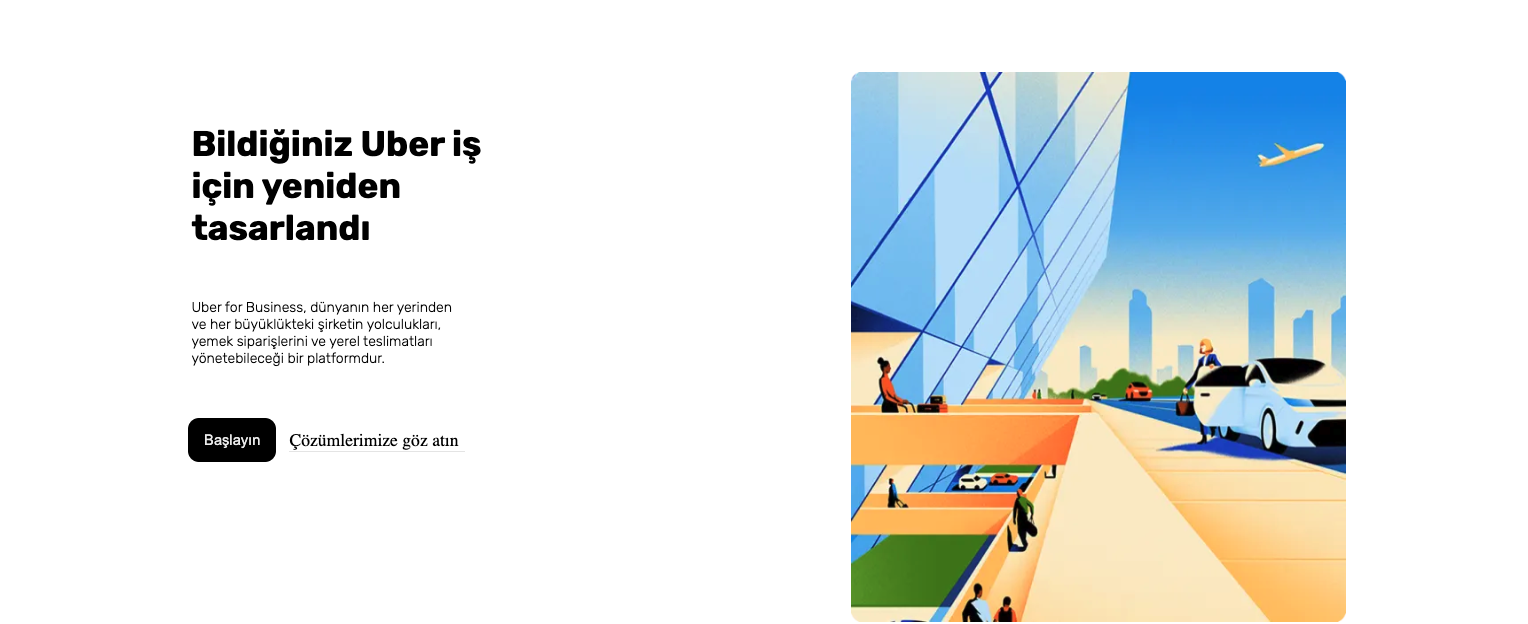 Bildiğiniz Uber iş
için yeniden
tasarlandı
Uber for Business, dünyanın her yerinden
ve her büyüklükteki şirketin yolculukları,
yemek siparişlerini ve yerel teslimatları
yönetebileceği bir platformdur.
Başlayın
Çözümlerimize göz atın